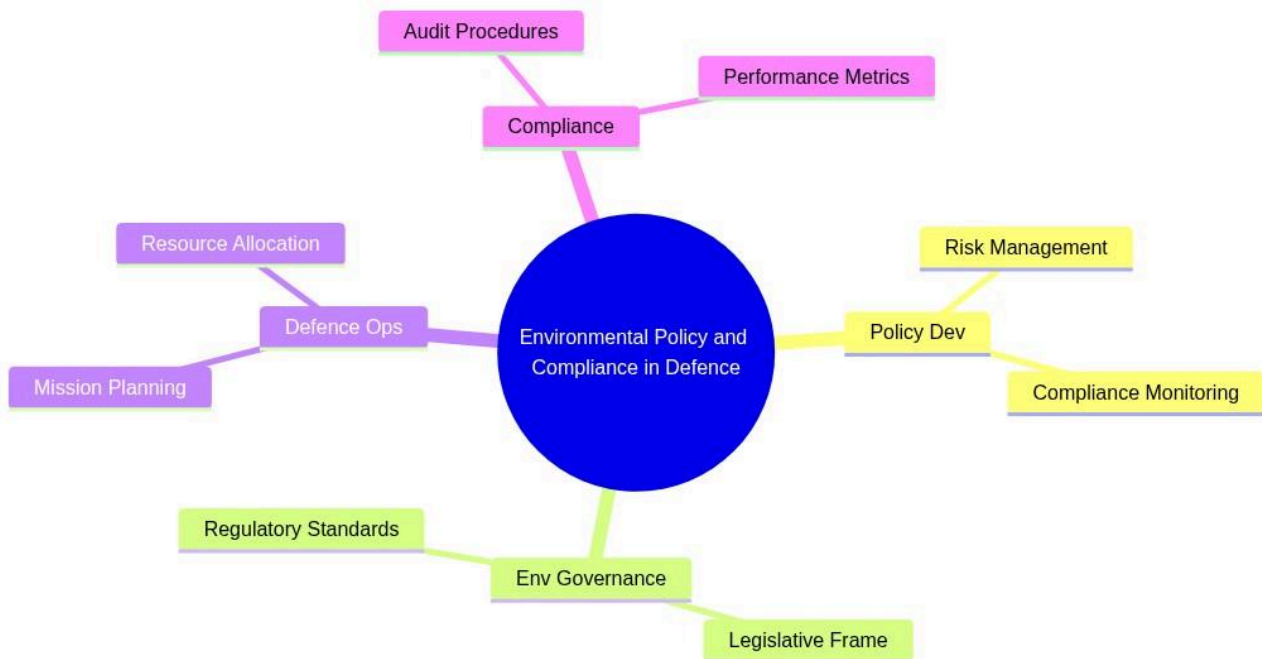 Audit Procedures
Performance Metrics
Compliance
Resource Allocation
Risk Management
Defence Ops
Environmental Policy and
Compliance in Defence
Policy Dev
Mission Planning
Compliance Monitoring
Regulatory Standards
Env Governance
Legislative Frame